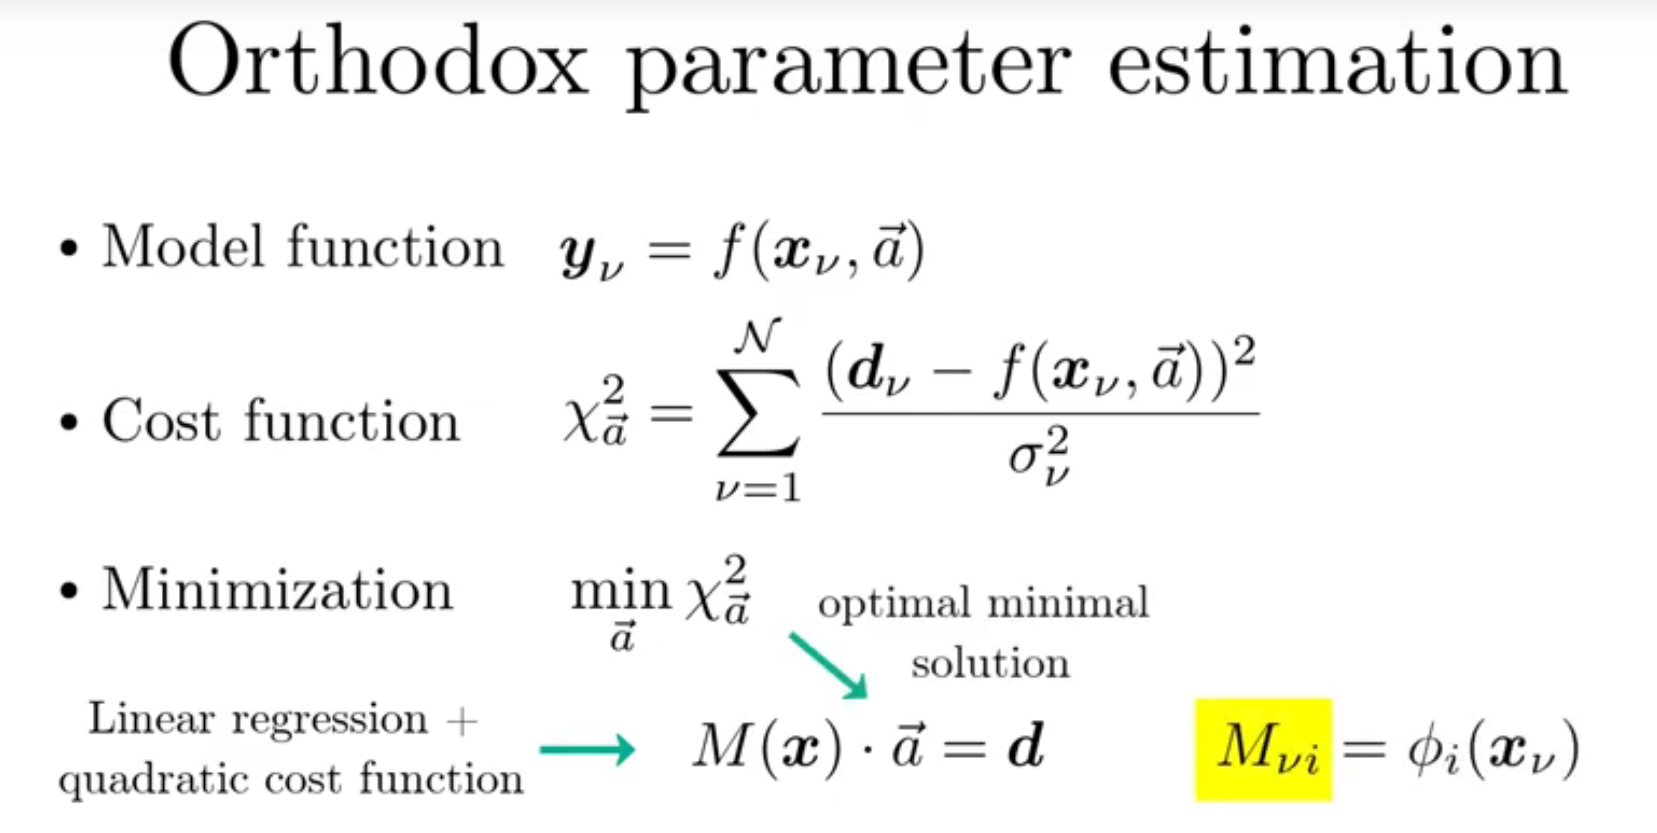 Orthodox parameter estimation
• Model function 𝒚_ν = f(𝒙_ν, a⃗)
• Cost function χ²_a⃗ = ∑_{ν=1}^{𝒩} (𝒅_ν − f(𝒙_ν, a⃗))² / σ²_ν
• Minimization min_a⃗ χ²_a⃗
optimal minimal
solution
Linear regression +
quadratic cost function
M(𝒙) · a⃗ = 𝒅
M_νi = ϕ_i(𝒙_ν)